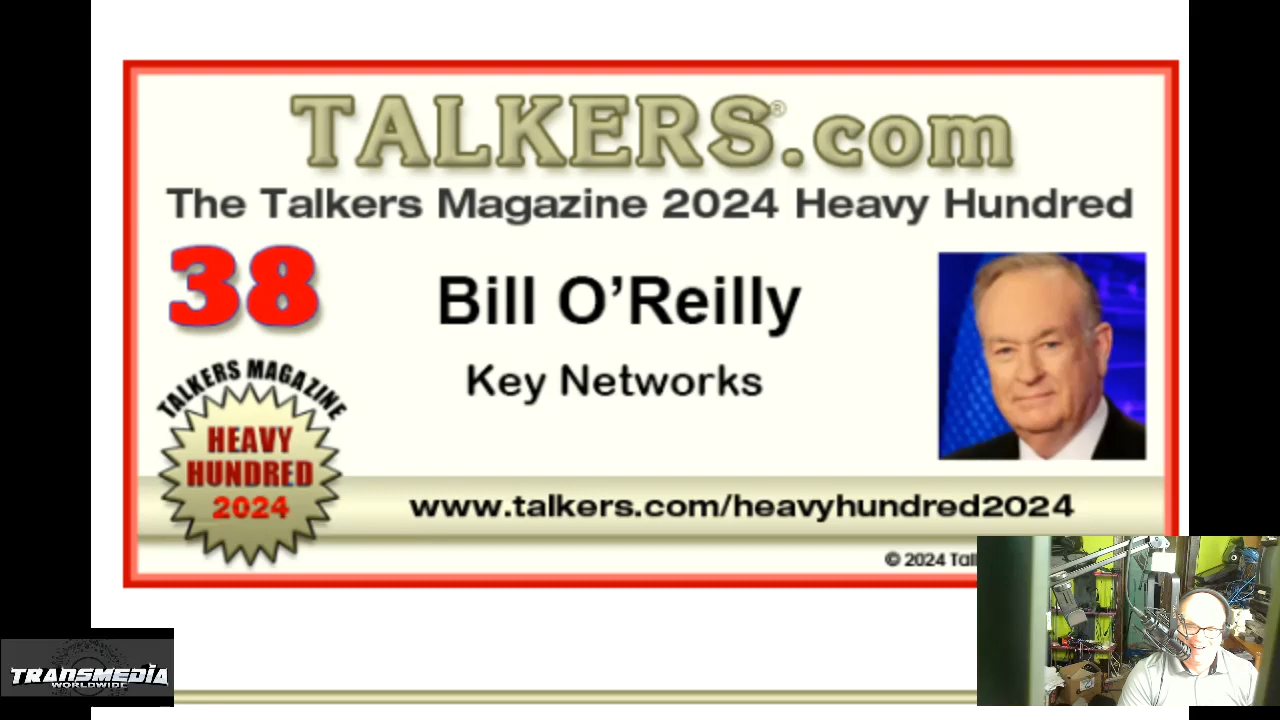 TALKERS®.com
The Talkers Magazine 2024 Heavy Hundred
38
Bill O’Reilly
Key Networks
TALKERS MAGAZINE
HEAVY
HUNDRED
2024
www.talkers.com/heavyhundred2024
© 2024
TRANSMEDIA
WORLDWIDE